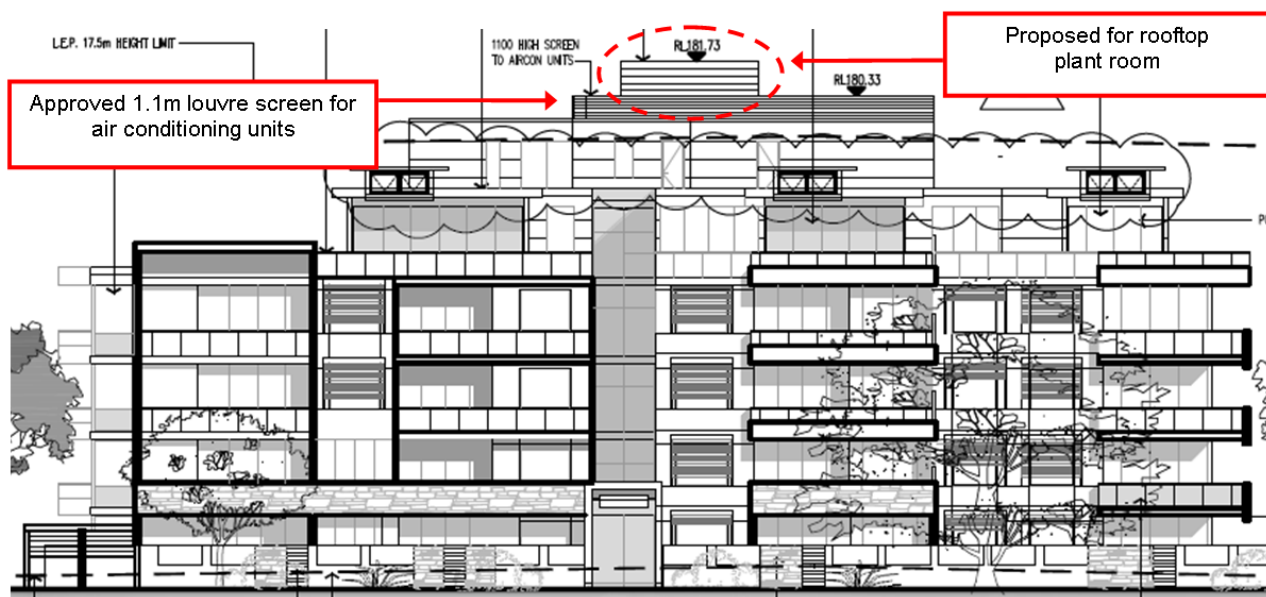 L.E.P. 17.5m HEIGHT LIMIT
1100 HIGH SCREEN
TO AIRCON UNITS
RL181.73
RL180.33
Proposed for rooftop
plant room
Approved 1.1m louvre screen for
air conditioning units